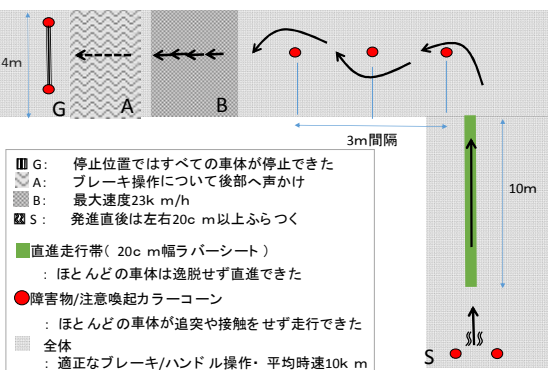 4m
G
A
B
3m間隔
10m
S
G: 停止位置ではすべての車体が停止できた
A: ブレーキ操作について後部へ声かけ
B: 最大速度23k m/h
S: 発進直後は左右20c m以上ふらつく
直進走行帯( 20c m幅ラバーシート)
: ほとんどの車体は逸脱せず直進できた
障害物/注意喚起カラーコーン
: ほとんどの車体が追突や接触をせず走行できた
全体
: 適正なブレーキ/ハンドル操作・平均時速10k m